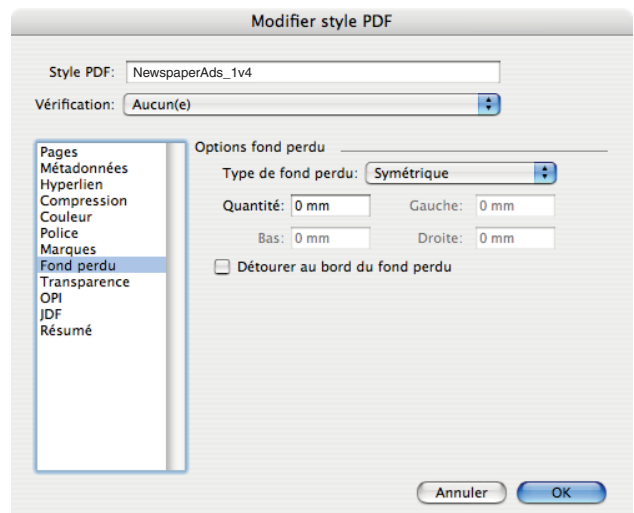 Modifier style PDF
Style PDF: NewspaperAds_1v4
Vérification: Aucun(e)
Pages
Métadonnées
Hyperlien
Compression
Couleur
Police
Marques
Fond perdu
Transparence
OPI
JDF
Résumé
Options fond perdu
Type de fond perdu: Symétrique
Quantité: 0 mm Gauche: 0 mm
Bas: 0 mm Droite: 0 mm
Détourer au bord du fond perdu
Annuler OK